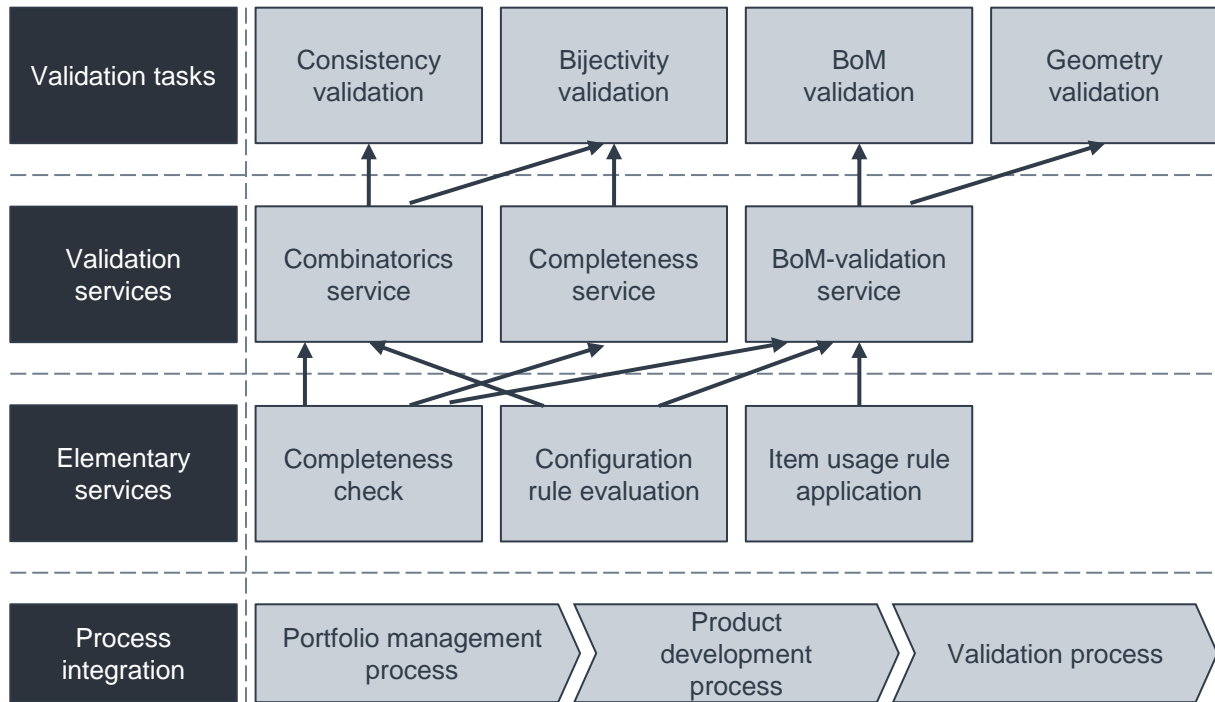 Validation tasks
Consistency
validation
Bijectivity
validation
BoM
validation
Geometry
validation
Validation
services
Combinatorics
service
Completeness
service
BoM-validation
service
Elementary
services
Completeness
check
Configuration
rule evaluation
Item usage rule
application
Process
integration
Portfolio management
process
Product
development
process
Validation process